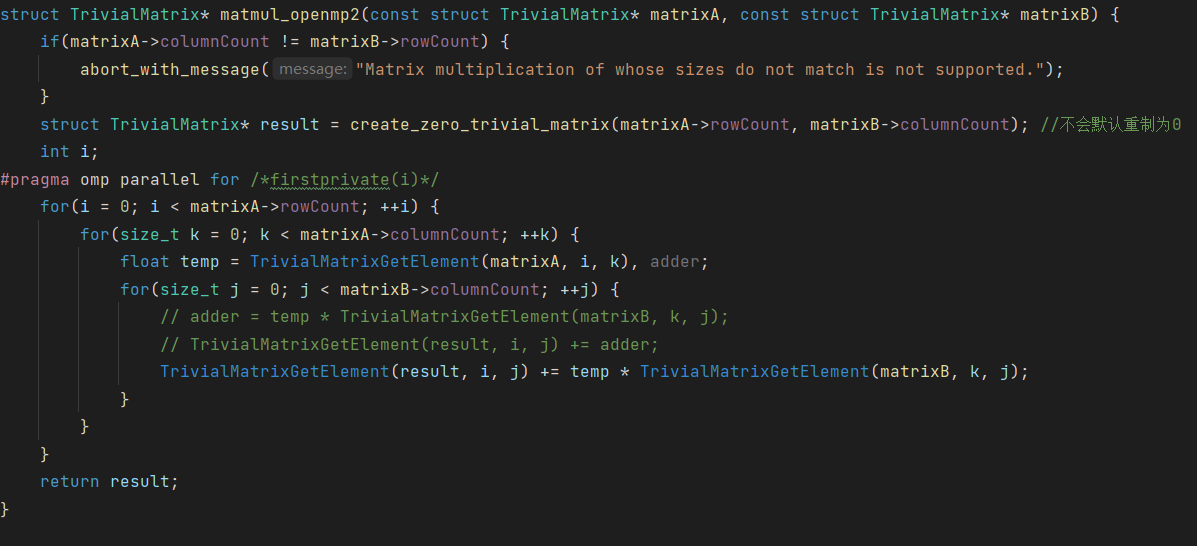 struct TrivialMatrix* matmul_openmp2(const struct TrivialMatrix* matrixA, const struct TrivialMatrix* matrixB) {
    if(matrixA->columnCount != matrixB->rowCount) {
        abort_with_message( message: "Matrix multiplication of whose sizes do not match is not supported.");
    }
    struct TrivialMatrix* result = create_zero_trivial_matrix(matrixA->rowCount, matrixB->columnCount); //不会默认重制为0
    int i;
#pragma omp parallel for /*firstprivate(i)*/
    for(i = 0; i < matrixA->rowCount; ++i) {
        for(size_t k = 0; k < matrixA->columnCount; ++k) {
            float temp = TrivialMatrixGetElement(matrixA, i, k), adder;
            for(size_t j = 0; j < matrixB->columnCount; ++j) {
                // adder = temp * TrivialMatrixGetElement(matrixB, k, j);
                // TrivialMatrixGetElement(result, i, j) += adder;
                TrivialMatrixGetElement(result, i, j) += temp * TrivialMatrixGetElement(matrixB, k, j);
            }
        }
    }
    return result;
}